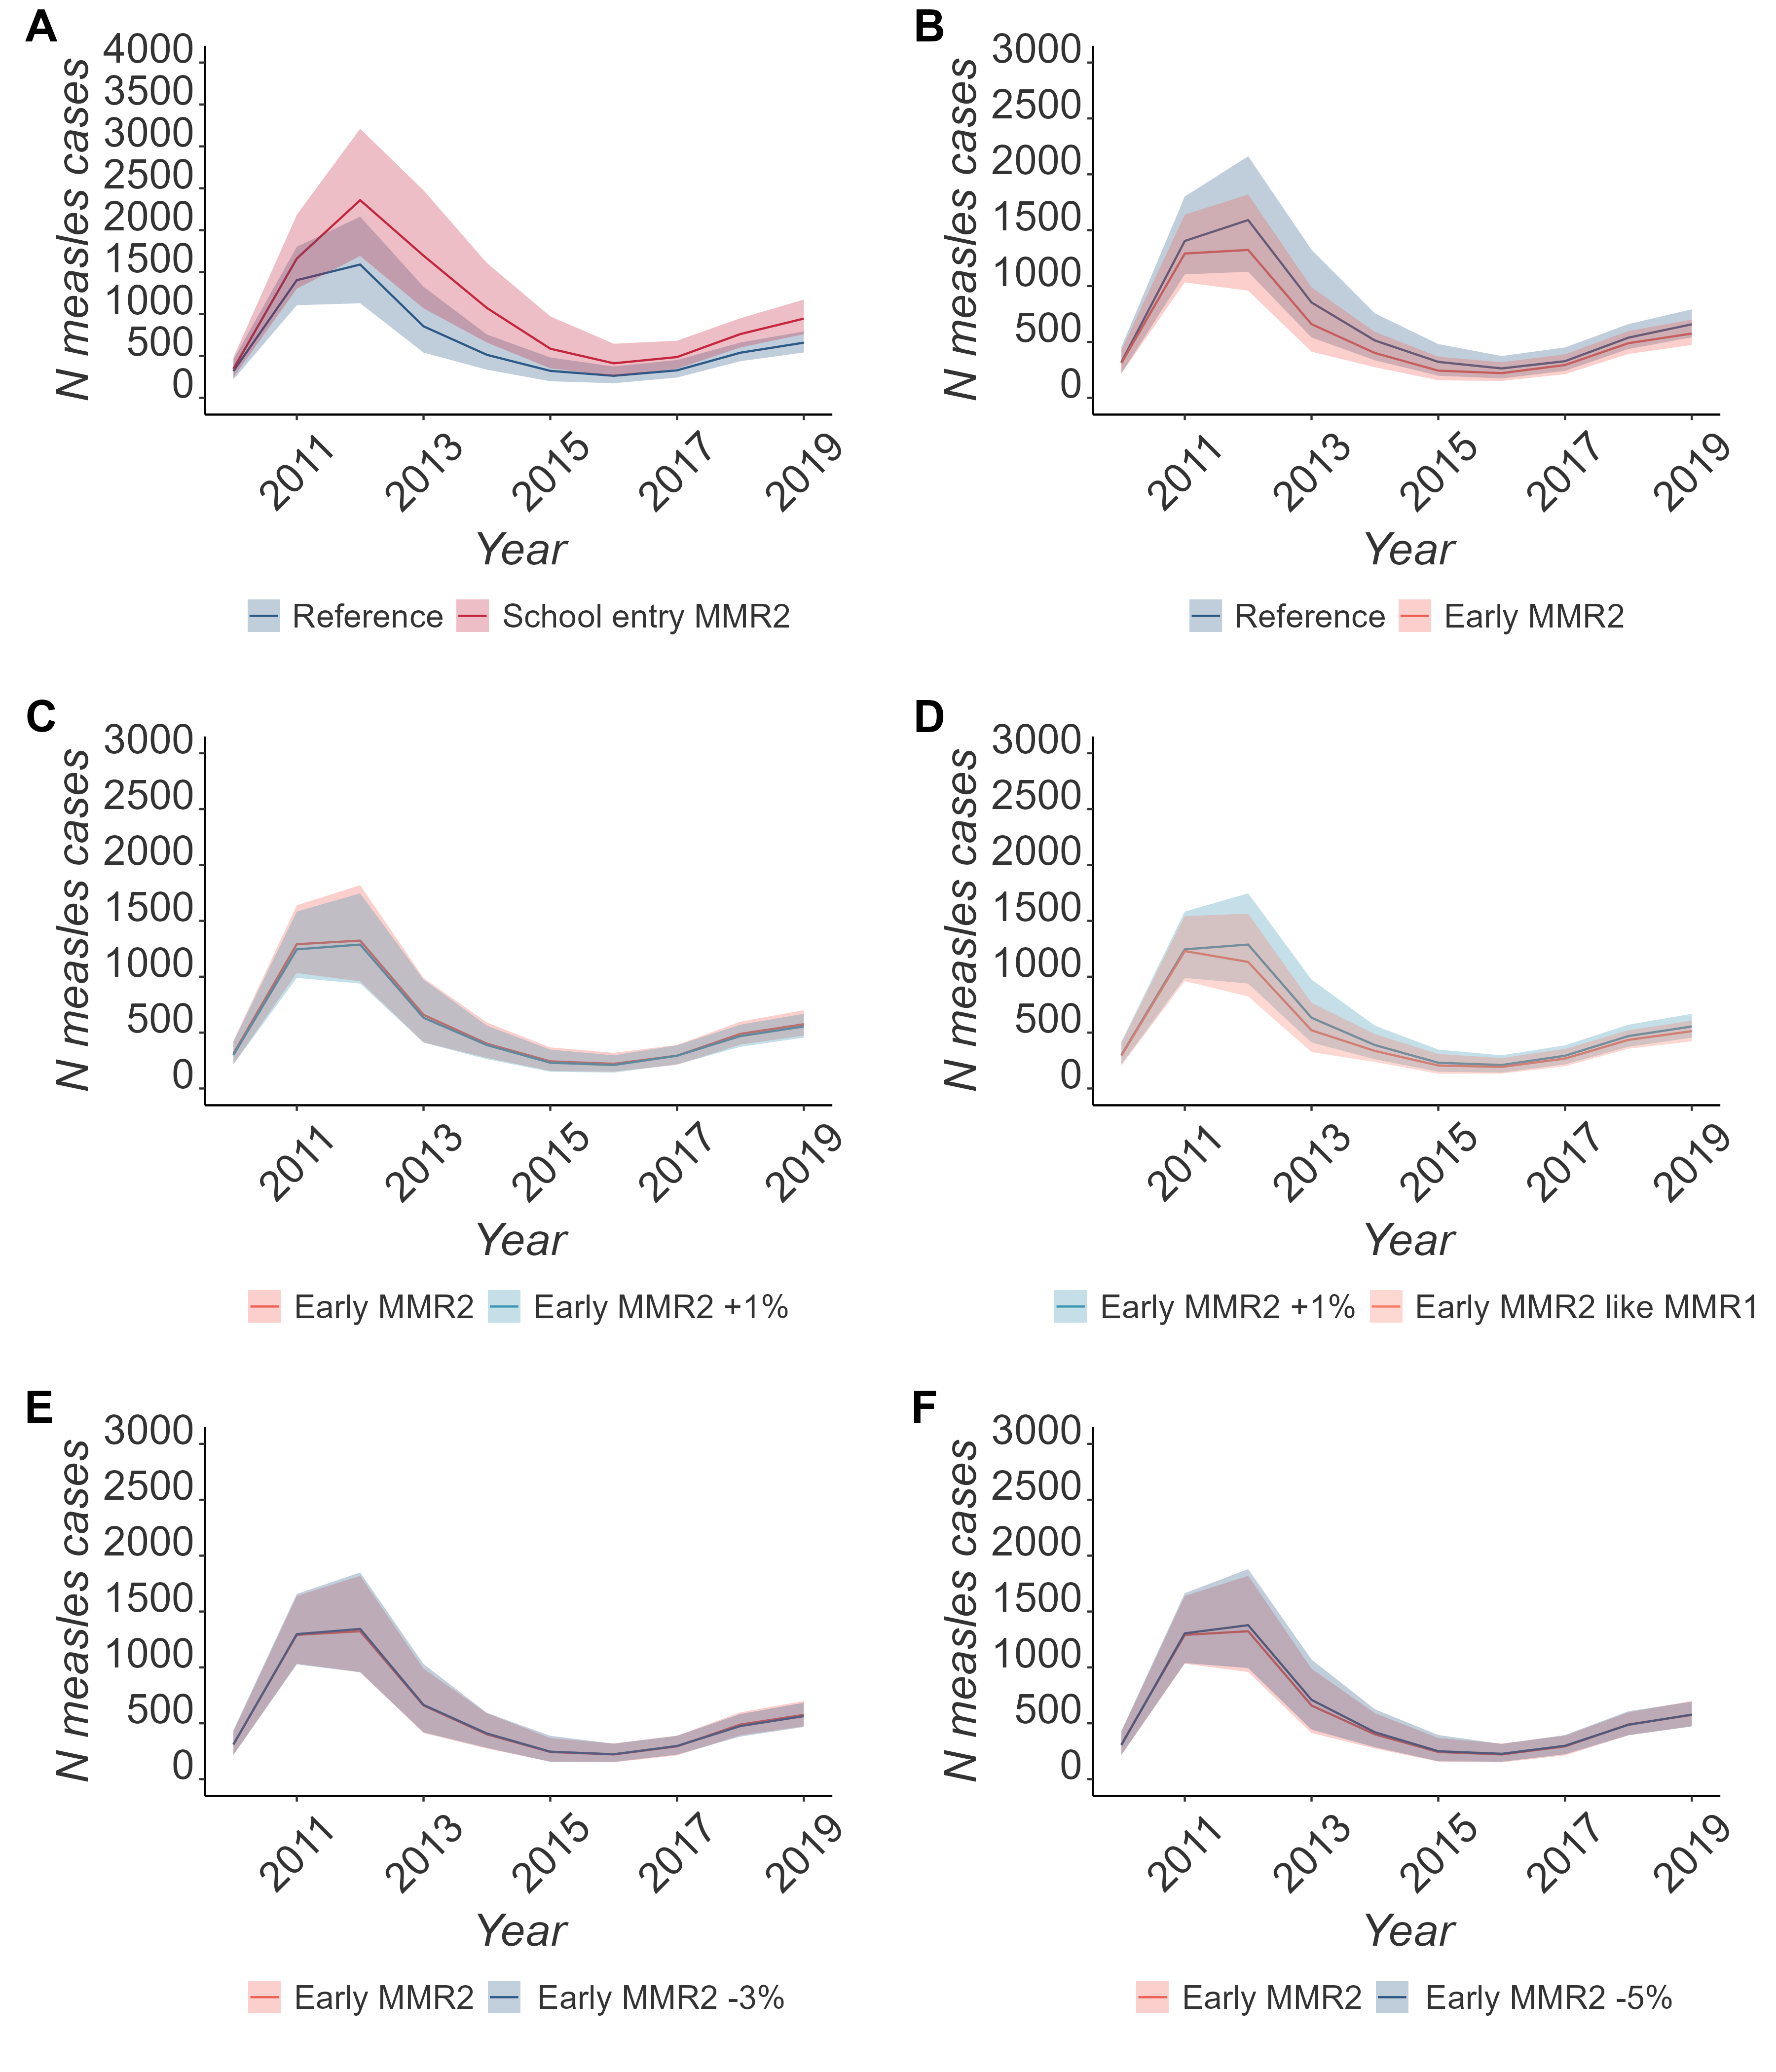 A
N measles cases
4000
3500
3000
2500
2000
1500
1000
500
0
2011
2013
2015
2017
2019
Year
Reference
School entry MMR2
B
N measles cases
3000
2500
2000
1500
1000
500
0
2011
2013
2015
2017
2019
Year
Reference
Early MMR2
C
N measles cases
3000
2500
2000
1500
1000
500
0
2011
2013
2015
2017
2019
Year
Early MMR2
Early MMR2 +1%
D
N measles cases
3000
2500
2000
1500
1000
500
0
2011
2013
2015
2017
2019
Year
Early MMR2 +1%
Early MMR2 like MMR1
E
N measles cases
3000
2500
2000
1500
1000
500
0
2011
2013
2015
2017
2019
Year
Early MMR2
Early MMR2 -3%
F
N measles cases
3000
2500
2000
1500
1000
500
0
2011
2013
2015
2017
2019
Year
Early MMR2
Early MMR2 -5%